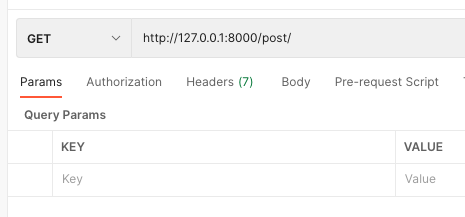 GET http://127.0.0.1:8000/post/
Params Authorization Headers (7) Body Pre-request Script
Query Params
KEY VALUE
Key Value